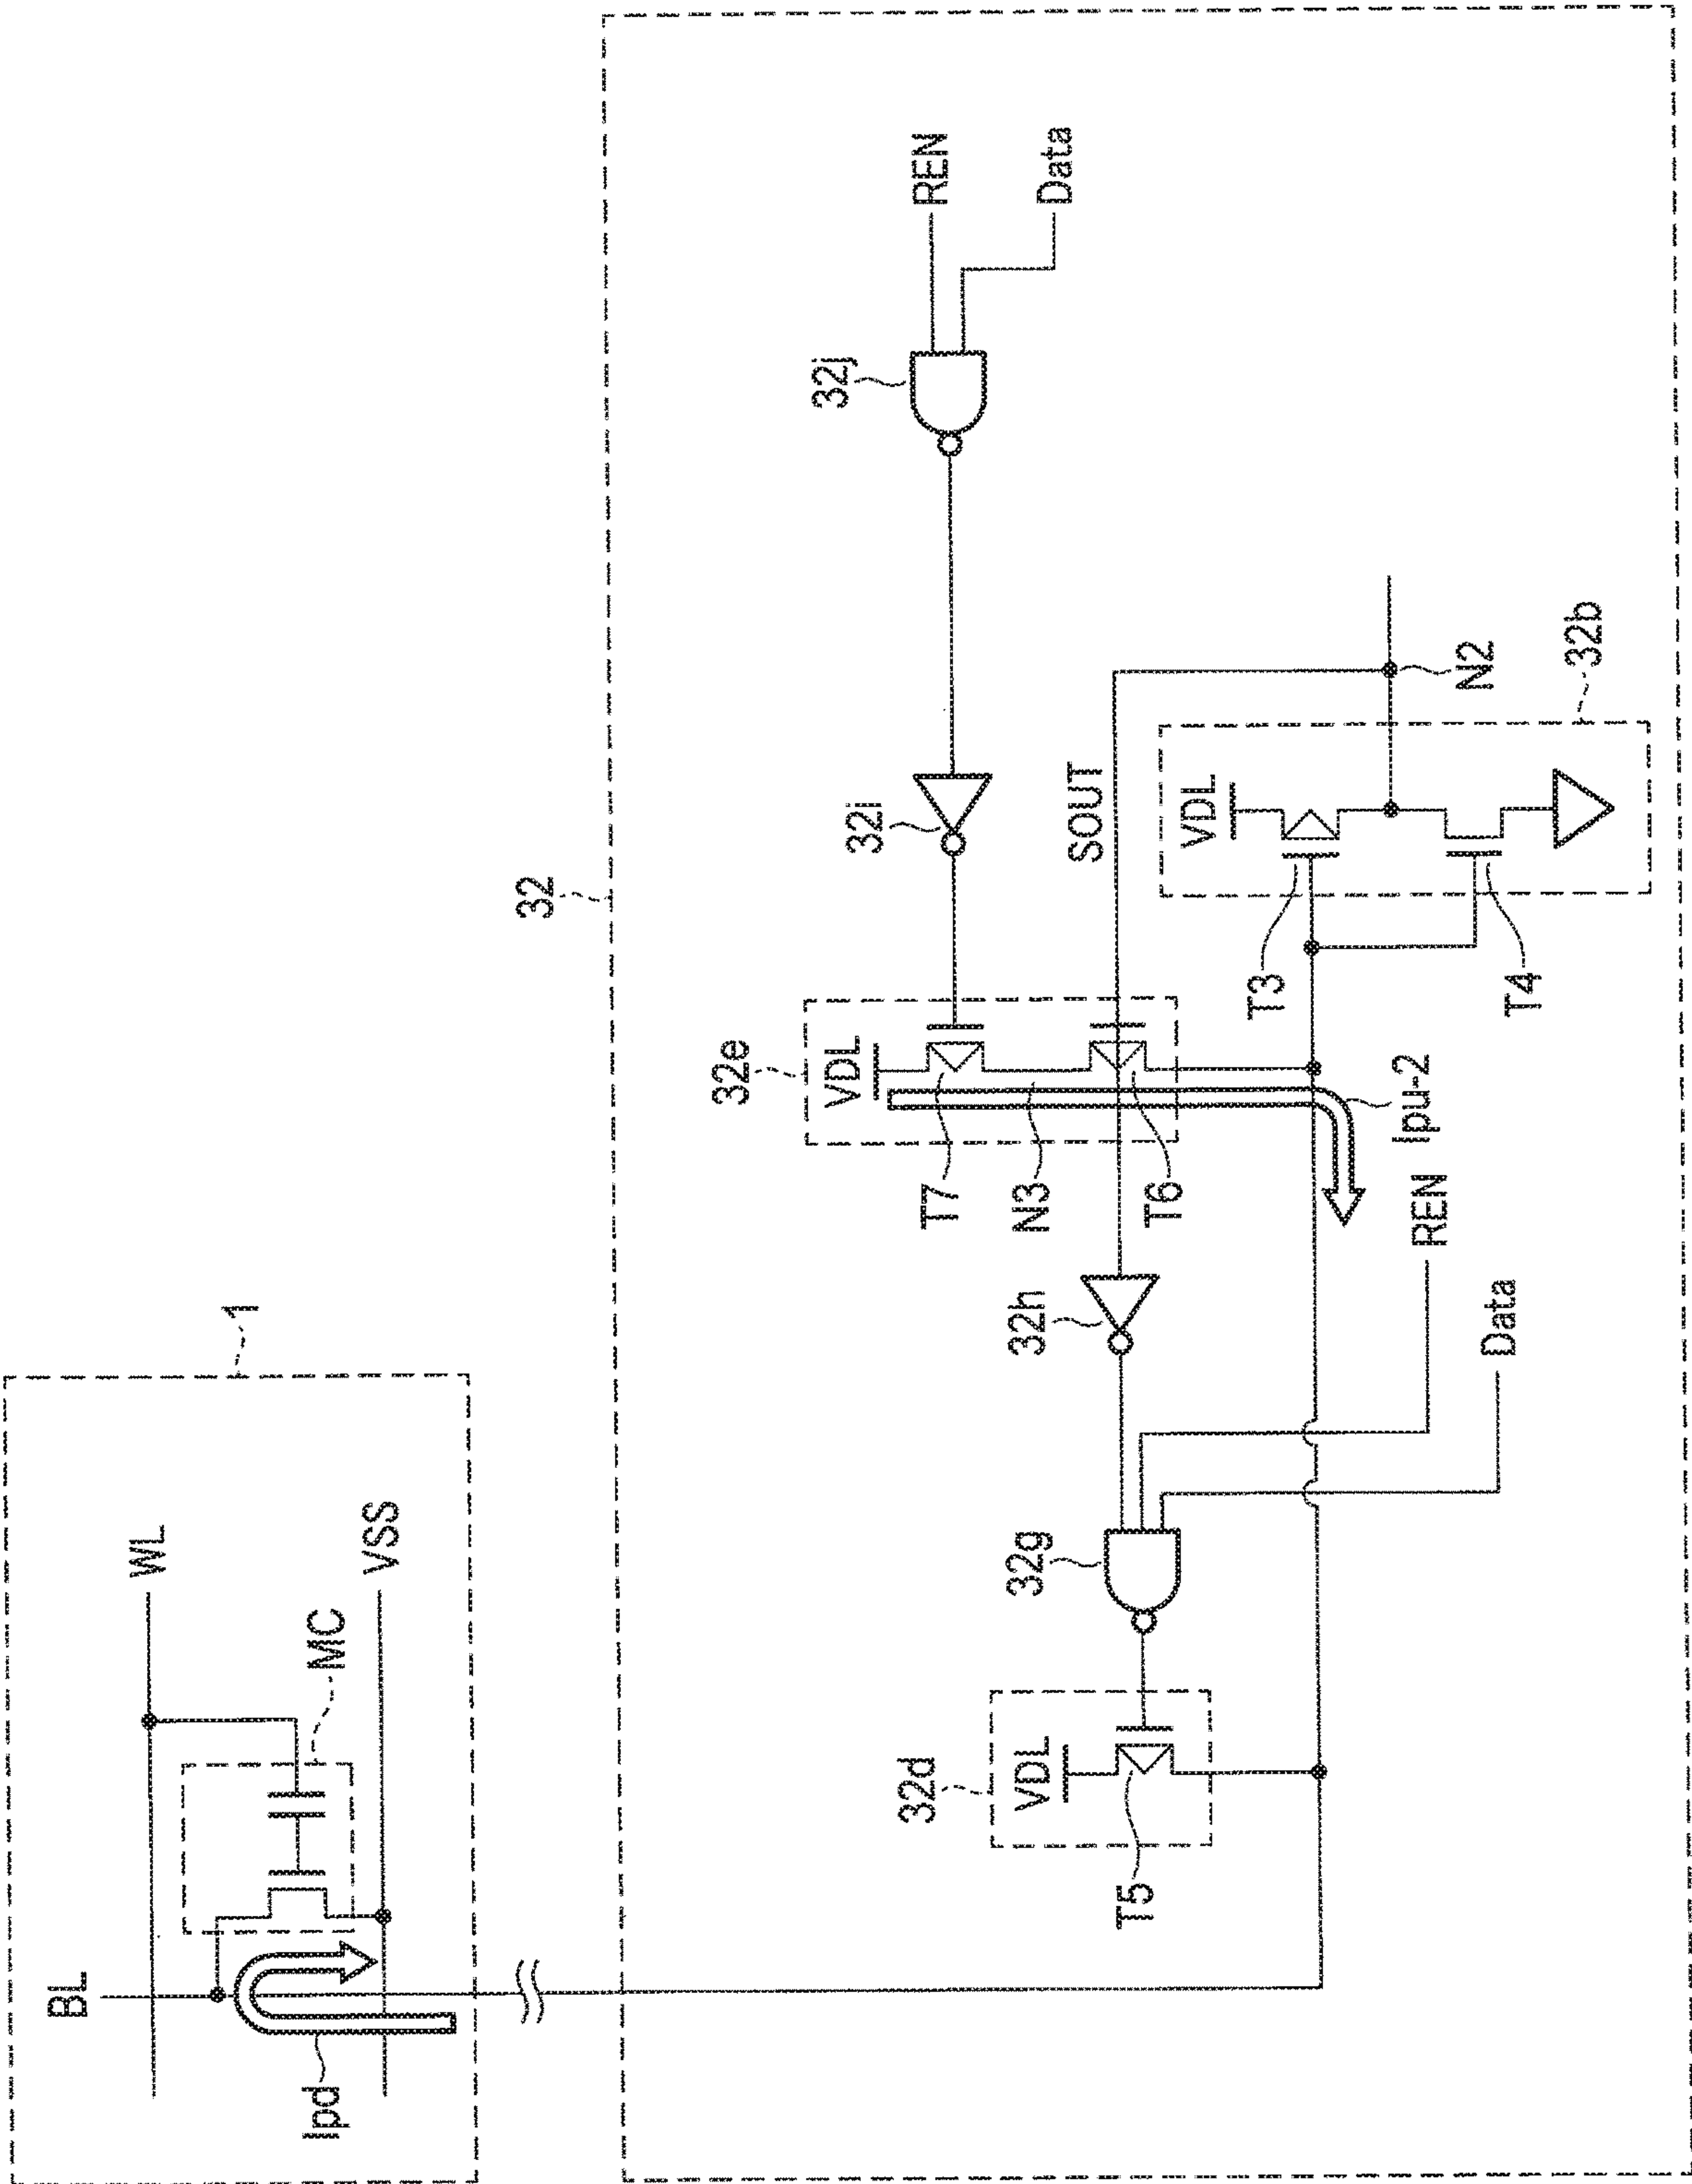 1
BL
WL
MC
VSS
Ipd
32
32j
REN
Data
32i
32e
VDL
T7
N3
T6
SOUT
VDL
32b
N2
T3
T4
Ipu-2
32h
32g
REN
Data
32d
VDL
T5